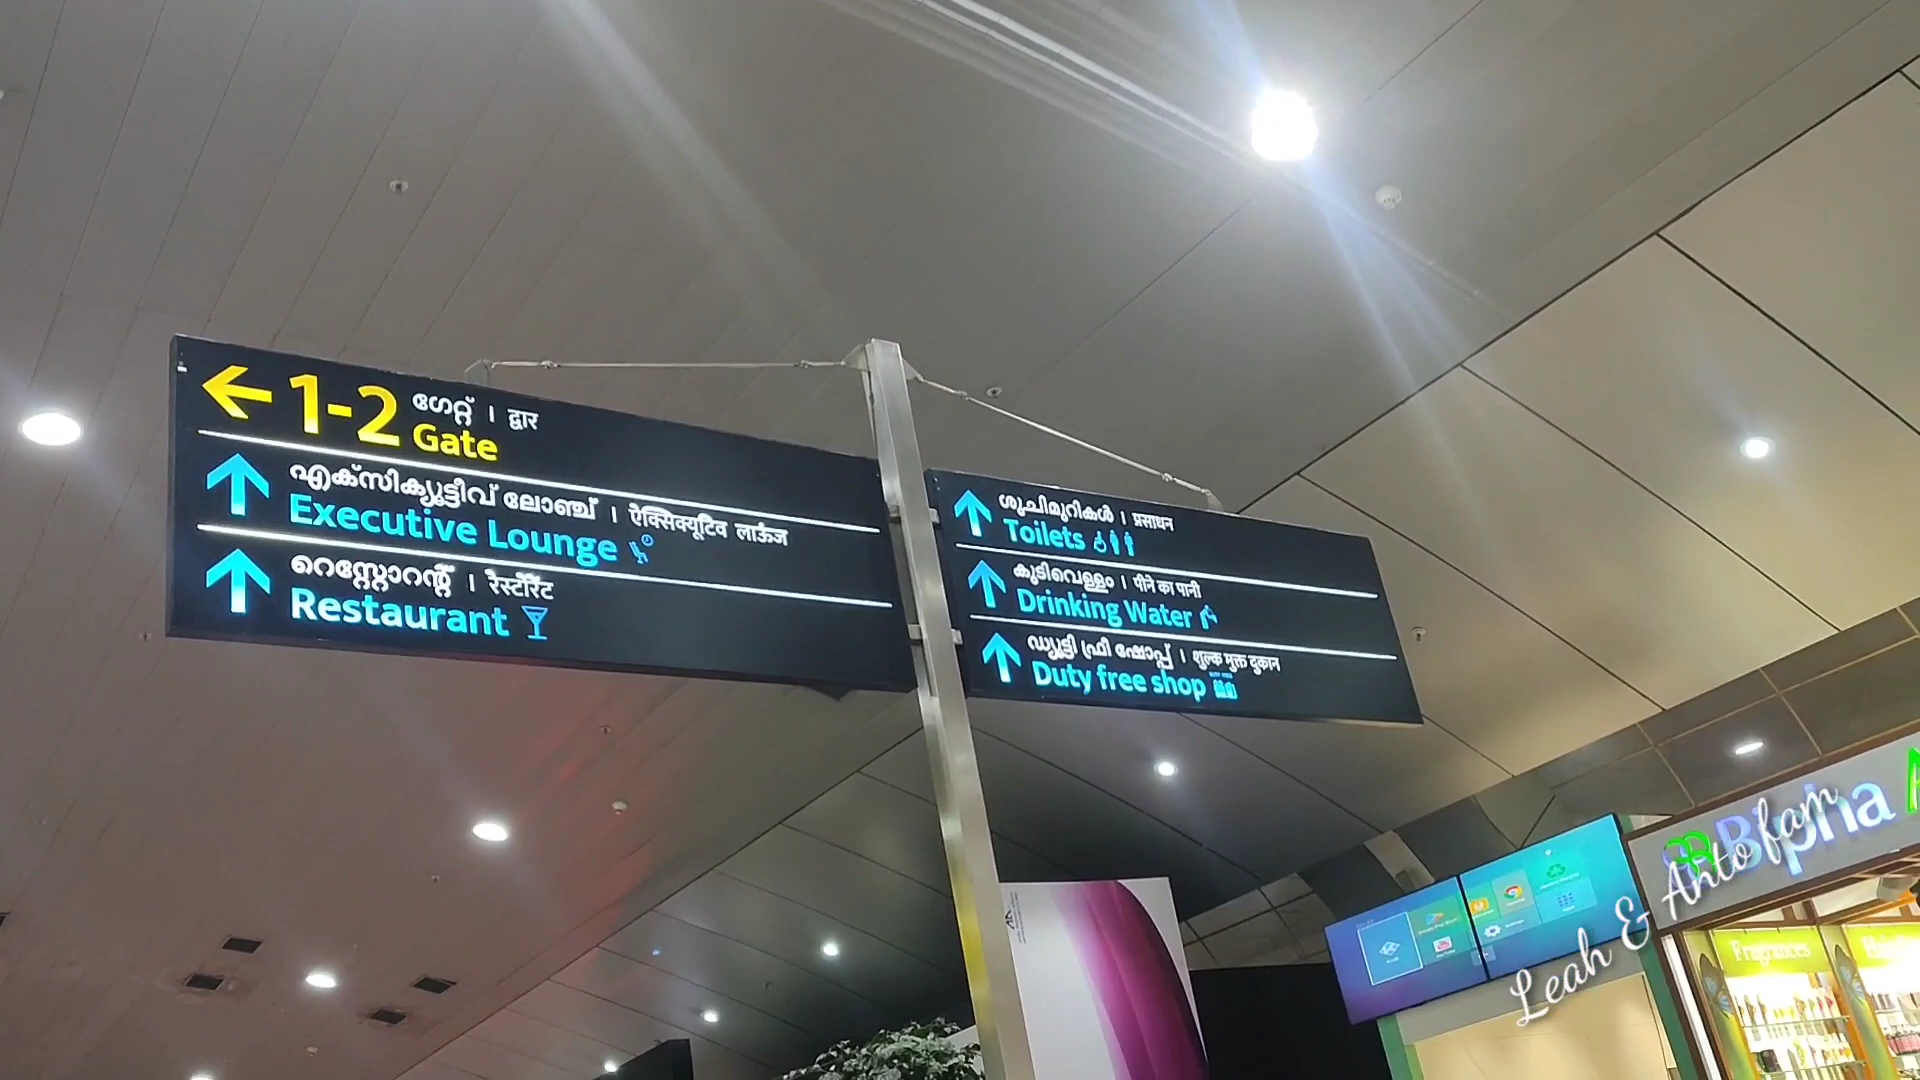 1-2 ഗേറ്റ് | द्वार
Gate
എക്സിക്യൂട്ടീവ് ലോഞ്ച് | ऐक्सिक्यूटिव लाऊंज
Executive Lounge
റെസ്റ്റോറന്റ് | रेस्टोरेंट
Restaurant
ശുചിമുറികൾ | प्रसाधन
Toilets
കുടിവെള്ളം | पीने का पानी
Drinking Water
ഡ്യൂട്ടി ഫ്രീ ഷോപ്പ് | शुल्क मुक्त दुकान
Duty free shop
Fragrances
Leah & Anto fam